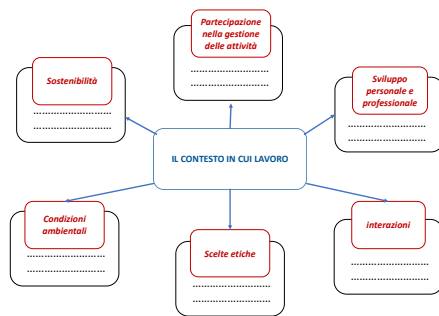 Partecipazione
nella gestione
delle attività
Sostenibilità
Sviluppo
personale e
professionale
IL CONTESTO IN CUI LAVORO
Condizioni
ambientali
Scelte etiche
interazioni